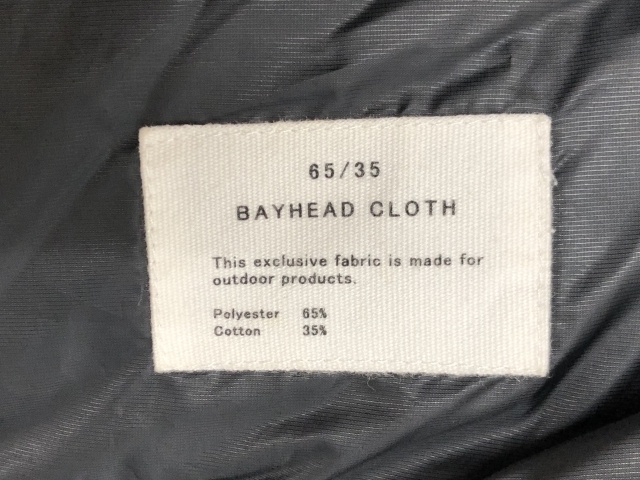 65/35
BAYHEAD CLOTH
This exclusive fabric is made for
outdoor products.
Polyester 65%
Cotton 35%